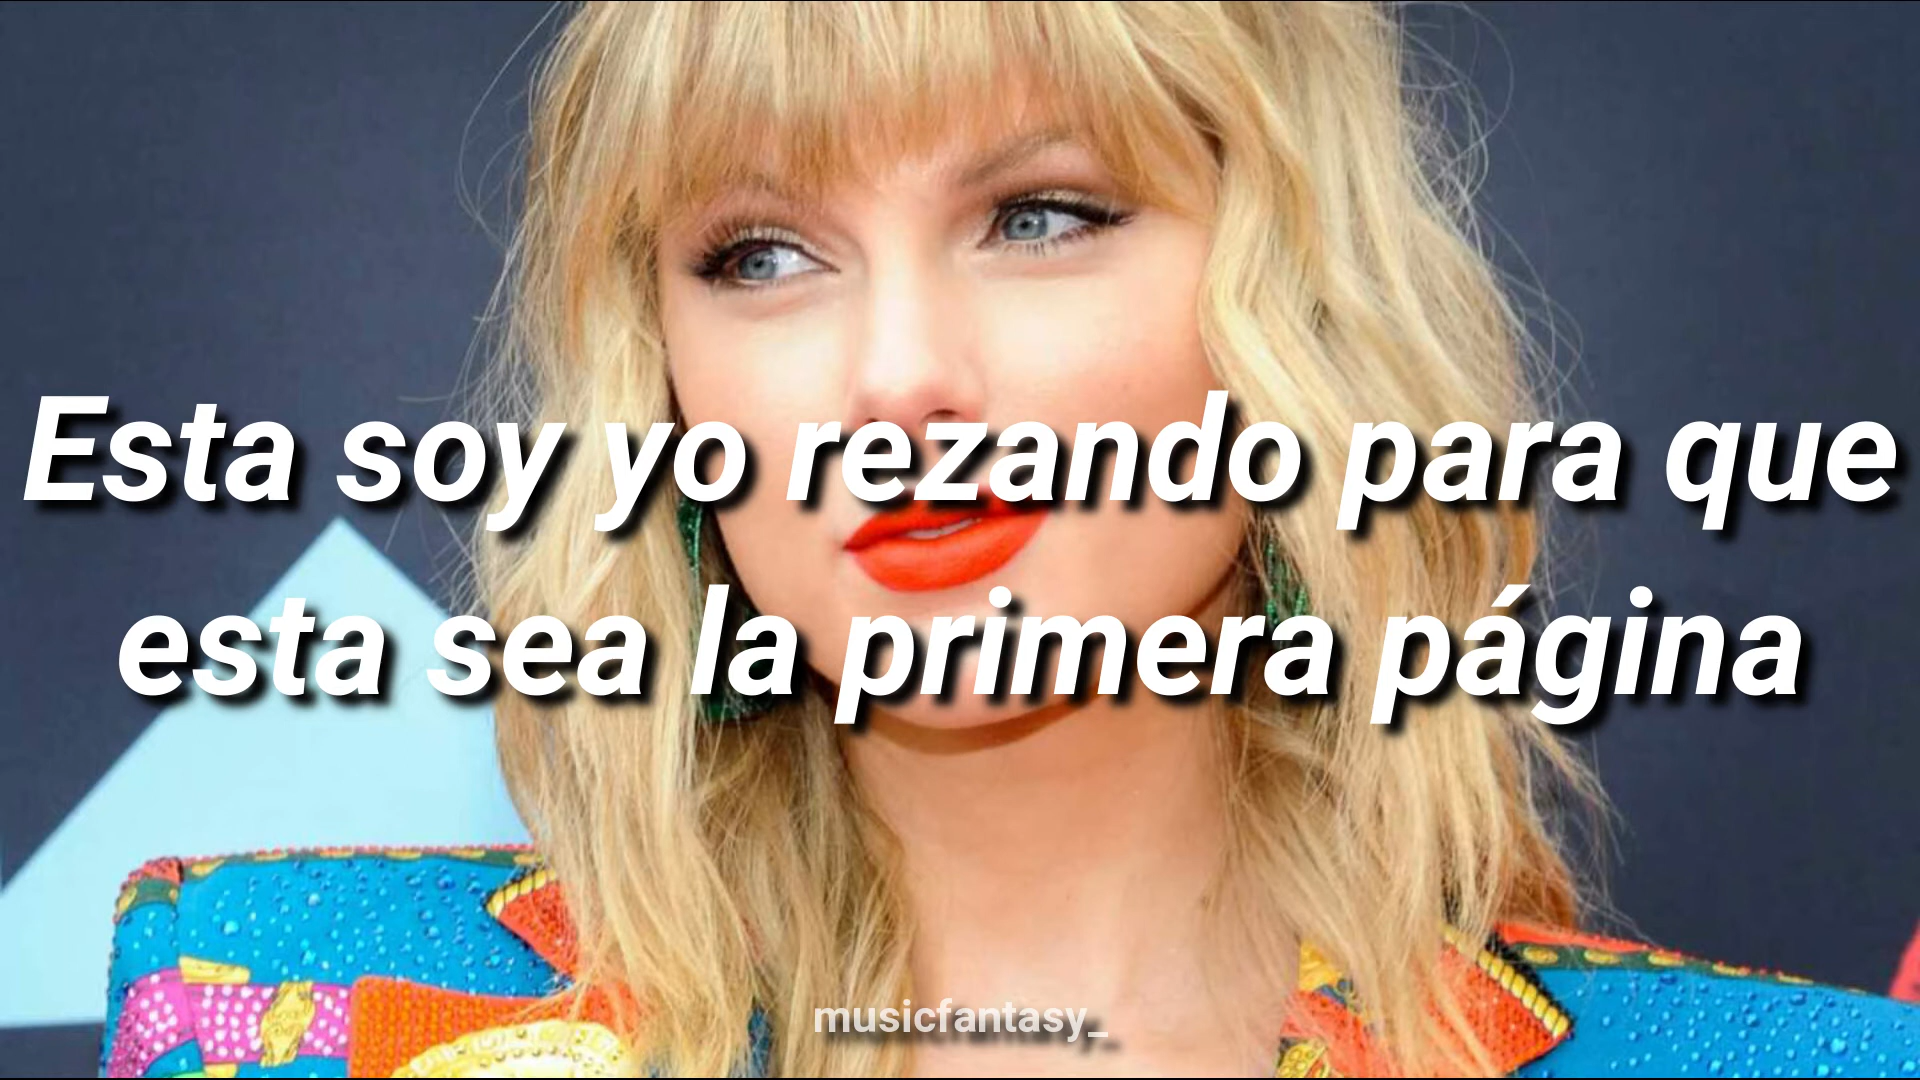 Esta soy yo rezando para que
esta sea la primera página
musicfantasy_